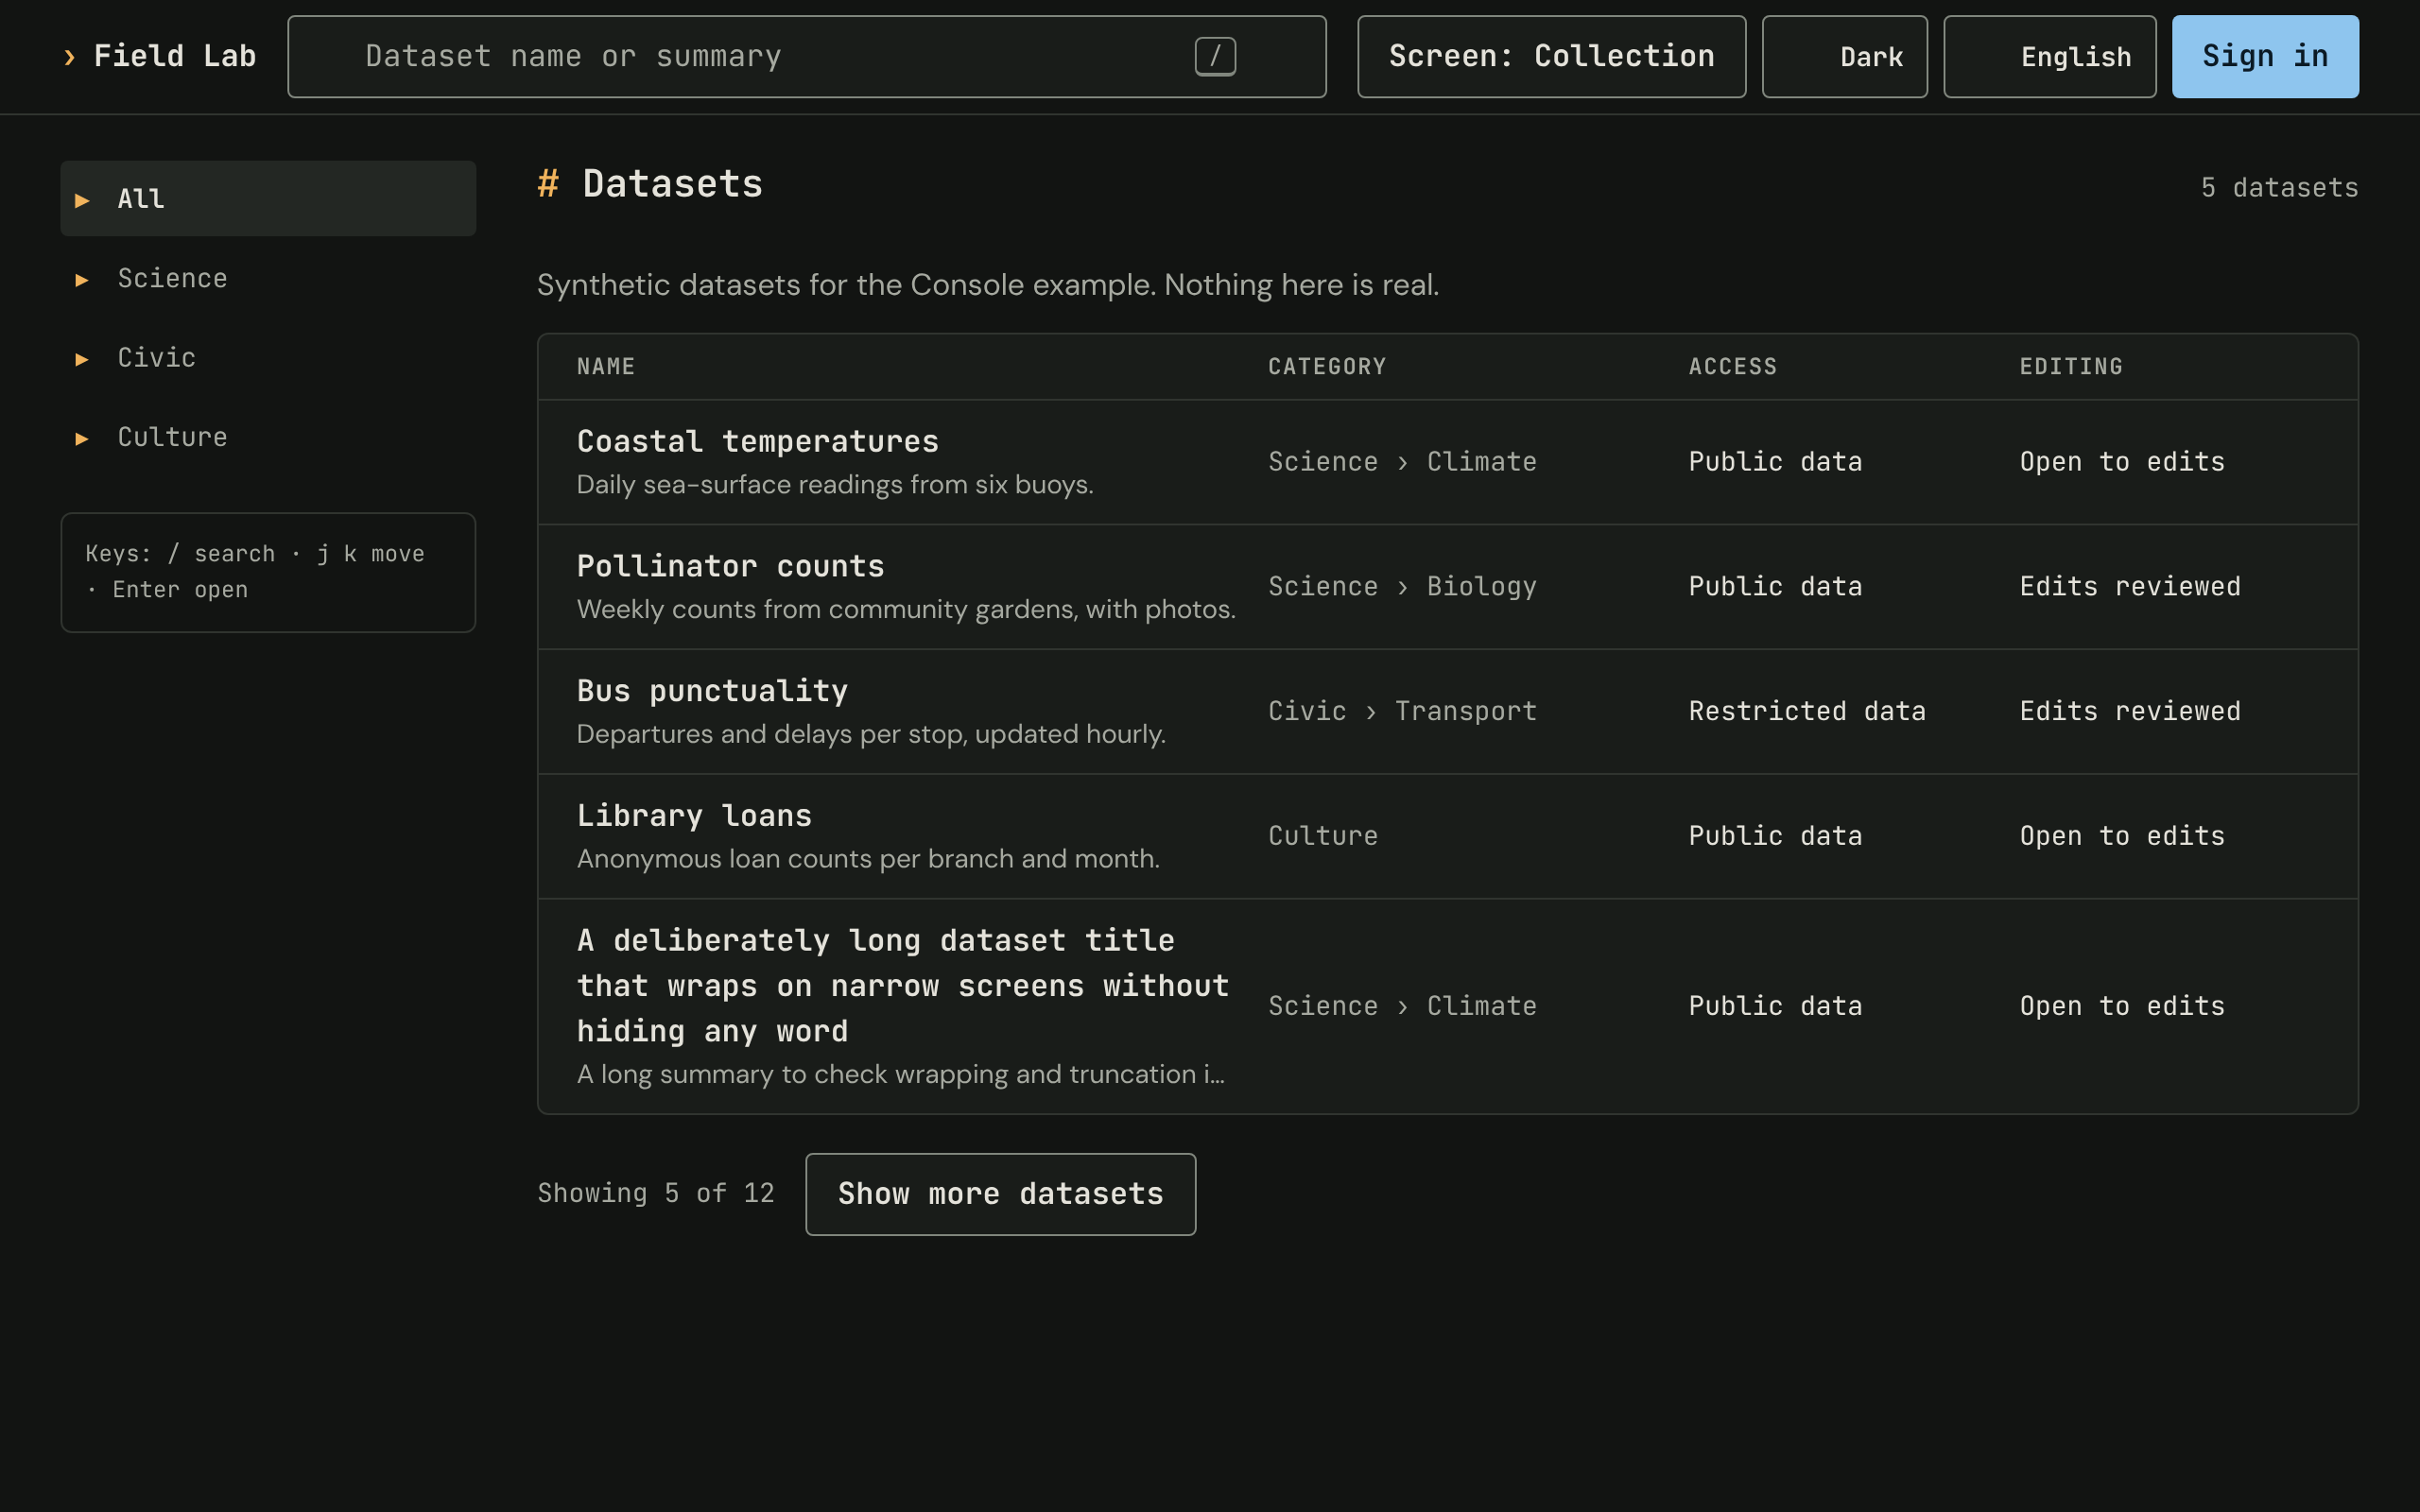 › Field Lab
Dataset name or summary
/
Screen: Collection
Dark
English
Sign in
▶ All
▶ Science
▶ Civic
▶ Culture
Keys: / search · j k move
· Enter open
# Datasets
5 datasets
Synthetic datasets for the Console example. Nothing here is real.
NAME CATEGORY ACCESS EDITING
Coastal temperatures
Daily sea-surface readings from six buoys.
Science › Climate
Public data
Open to edits
Pollinator counts
Weekly counts from community gardens, with photos.
Science › Biology
Public data
Edits reviewed
Bus punctuality
Departures and delays per stop, updated hourly.
Civic › Transport
Restricted data
Edits reviewed
Library loans
Anonymous loan counts per branch and month.
Culture
Public data
Open to edits
A deliberately long dataset title
that wraps on narrow screens without
hiding any word
A long summary to check wrapping and truncation i…
Science › Climate
Public data
Open to edits
Showing 5 of 12
Show more datasets